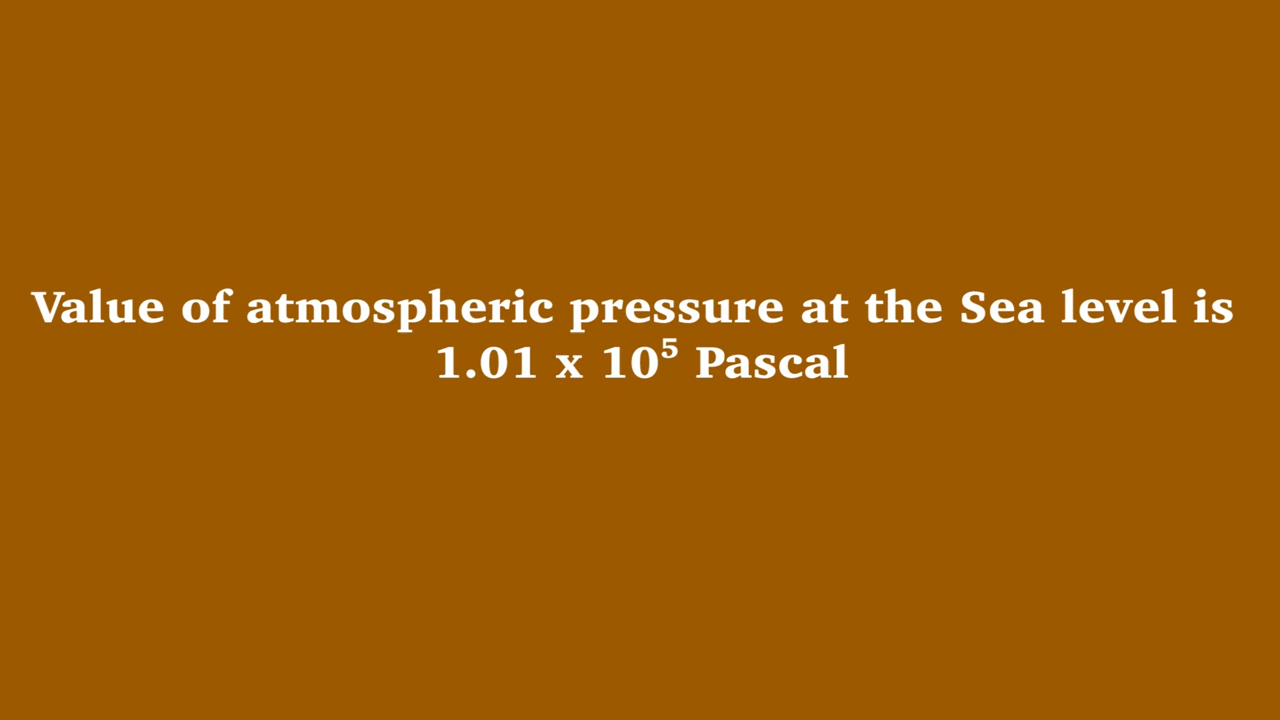 Value of atmospheric pressure at the Sea level is
1.01 x 10⁵ Pascal